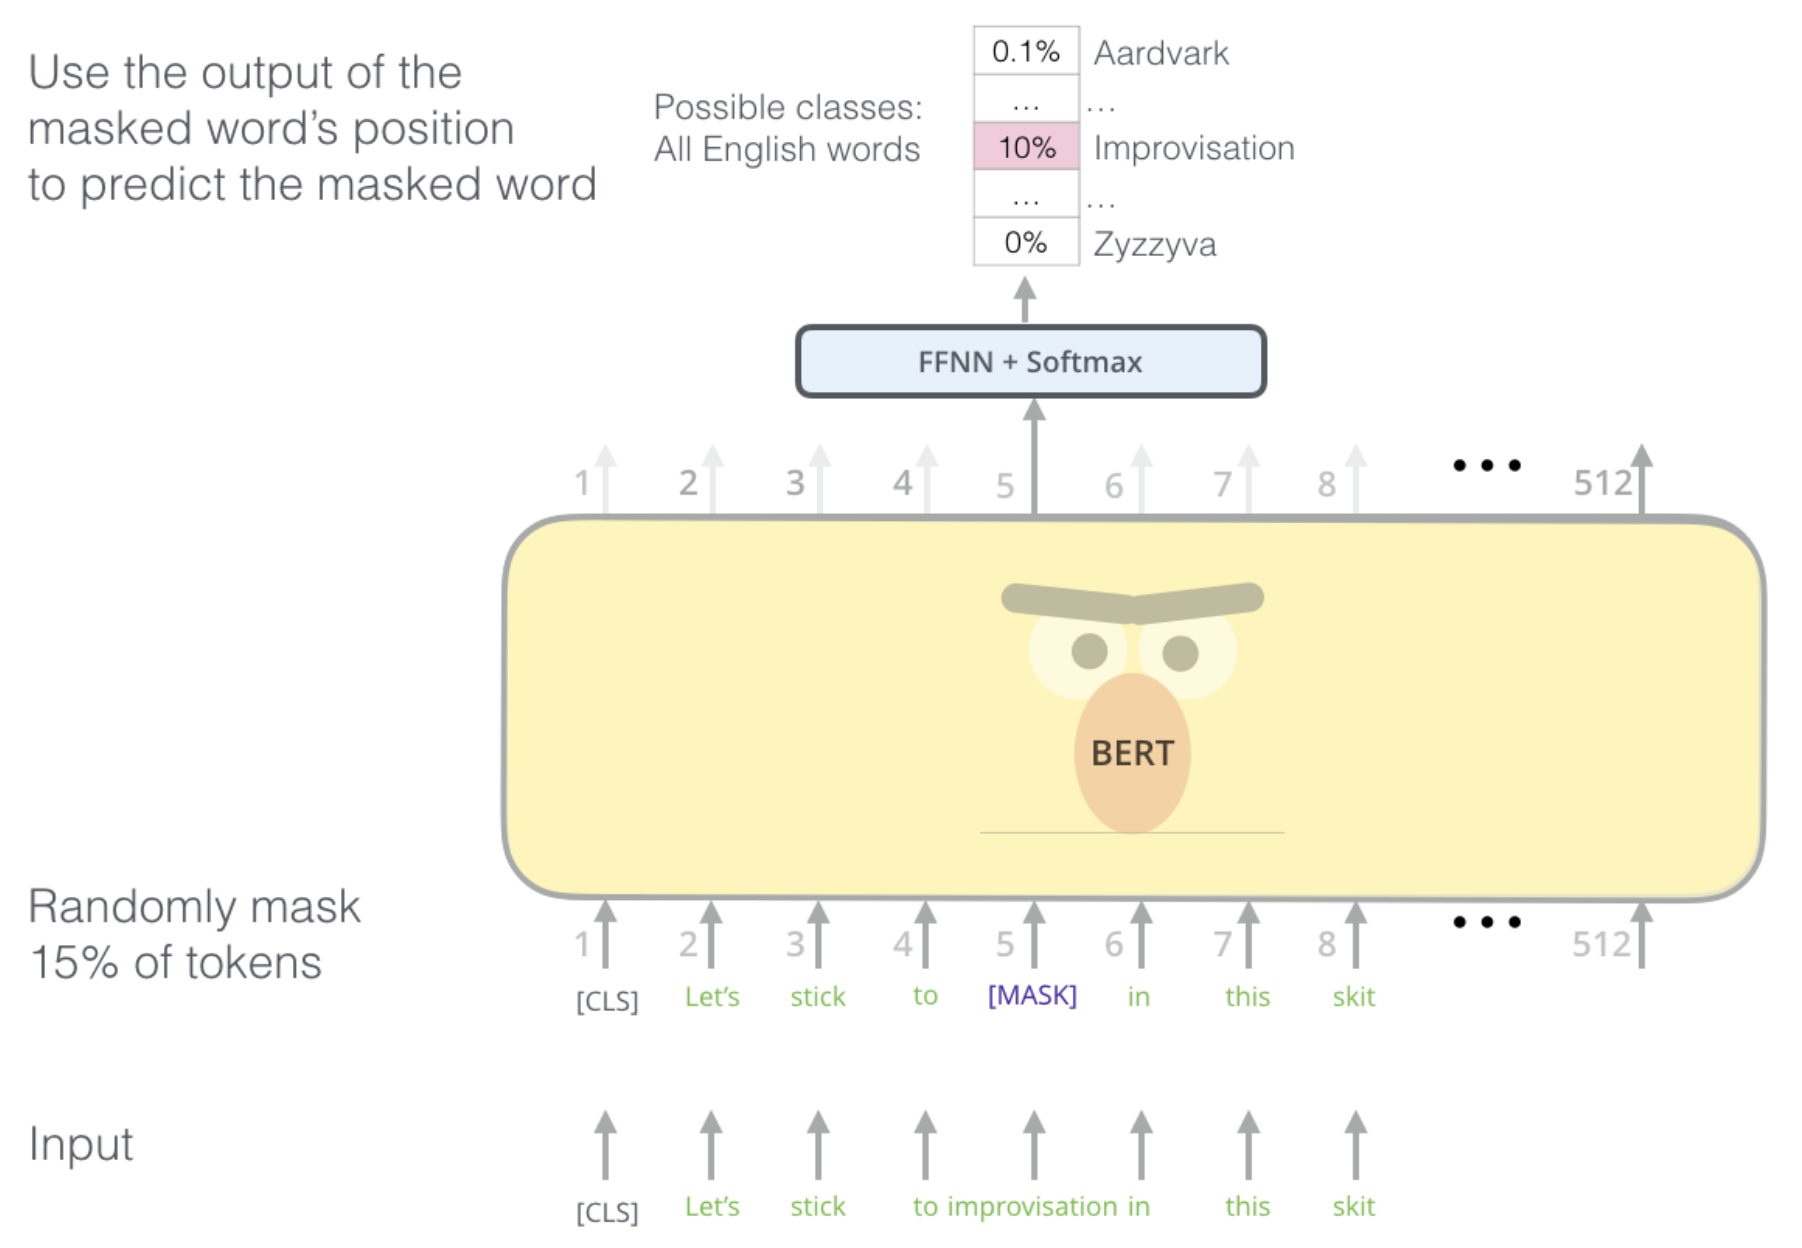 Use the output of the
masked word's position
to predict the masked word
Possible classes:
All English words
0.1% Aardvark
... ...
10% Improvisation
... ...
0% Zyzzyva
FFNN + Softmax
1 2 3 4 5 6 7 8 ••• 512
BERT
Randomly mask
15% of tokens
1 2 3 4 5 6 7 8 ••• 512
[CLS] Let's stick to [MASK] in this skit
Input
[CLS] Let's stick to improvisation in this skit